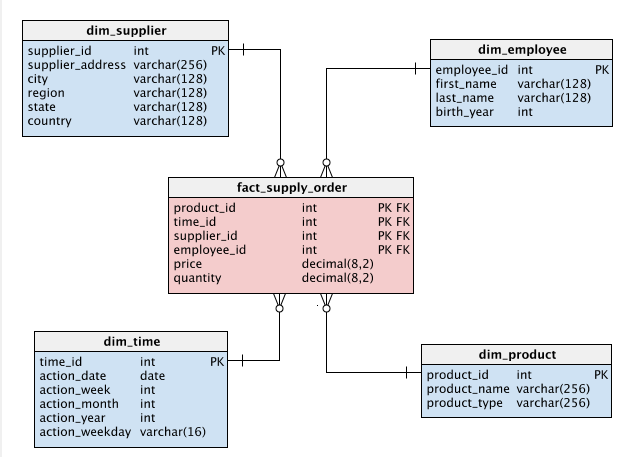 dim_supplier
supplier_id int PK
supplier_address varchar(256)
city varchar(128)
region varchar(128)
state varchar(128)
country varchar(128)
dim_employee
employee_id int PK
first_name varchar(128)
last_name varchar(128)
birth_year int
fact_supply_order
product_id int PK FK
time_id int PK FK
supplier_id int PK FK
employee_id int PK FK
price decimal(8,2)
quantity decimal(8,2)
dim_time
time_id int PK
action_date date
action_week int
action_month int
action_year int
action_weekday varchar(16)
dim_product
product_id int PK
product_name varchar(256)
product_type varchar(256)